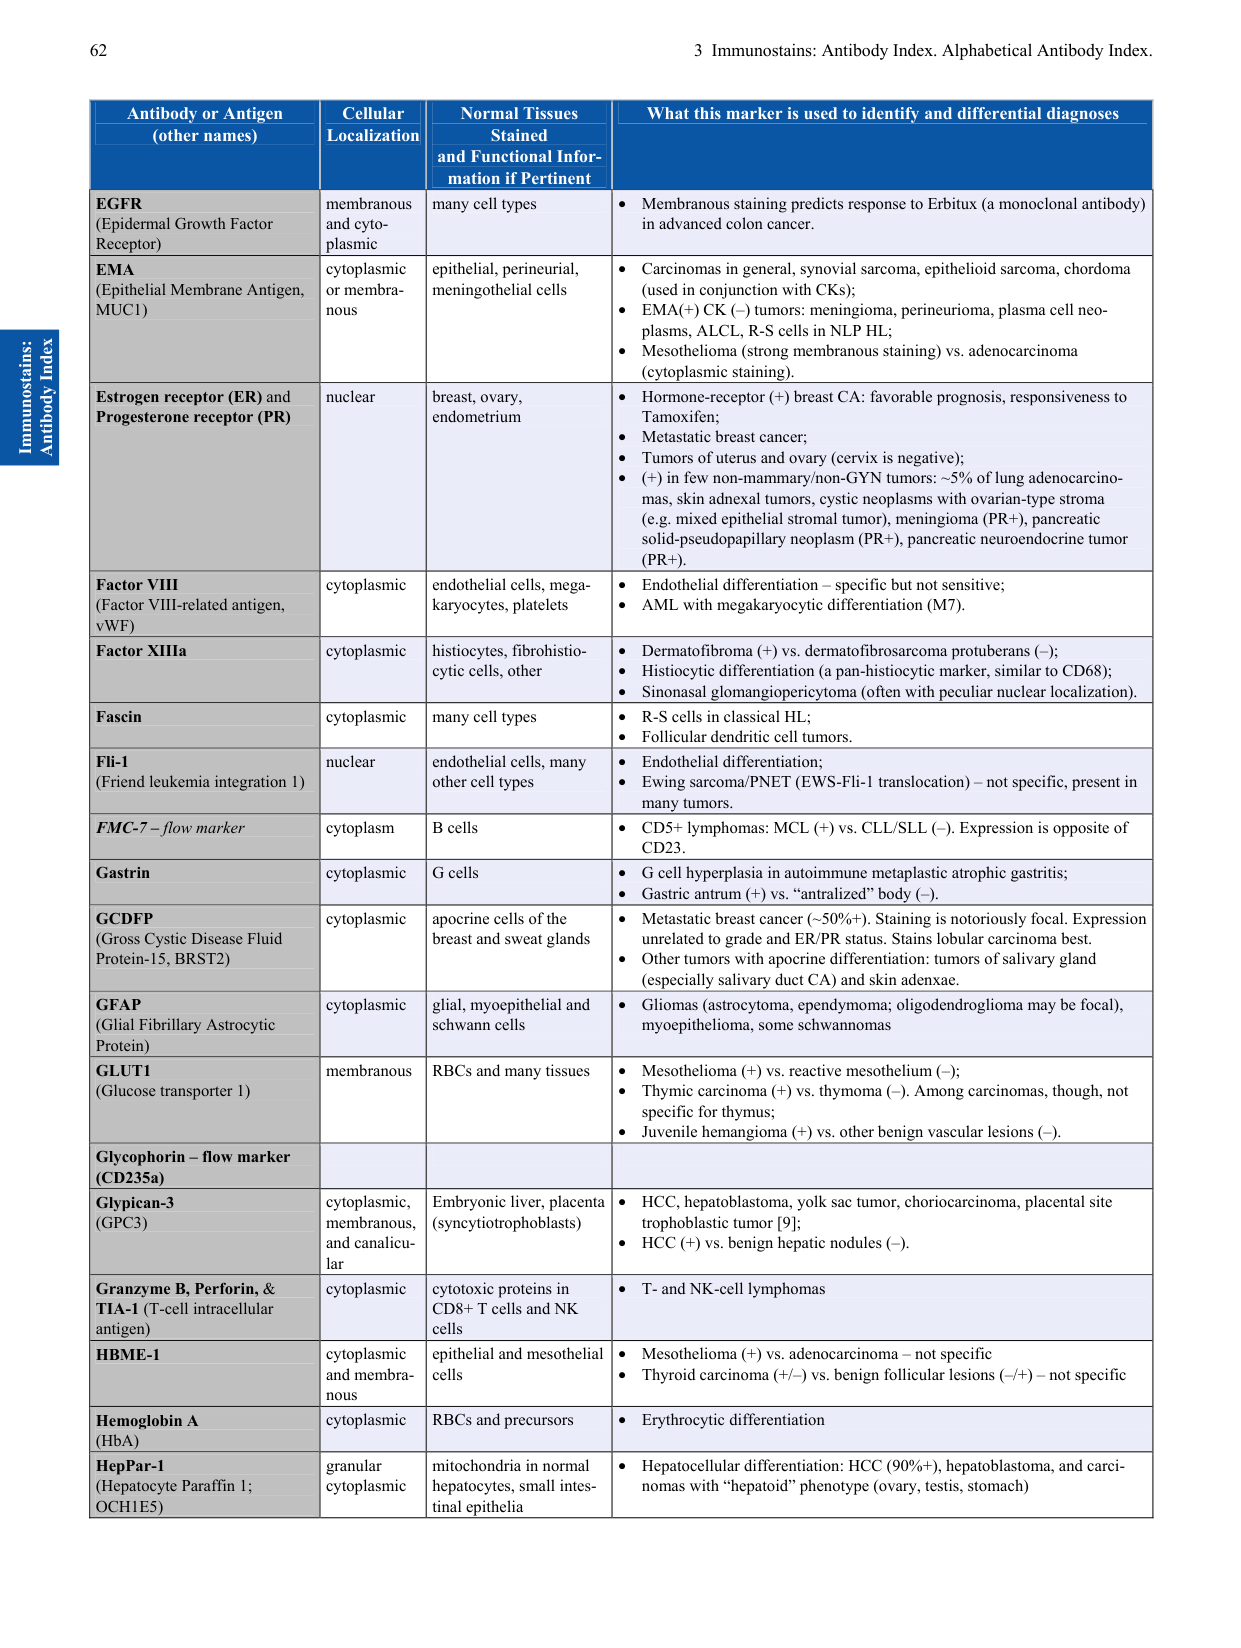 62
3 Immunostains: Antibody Index. Alphabetical Antibody Index.
Immunostains:
Antibody Index
Antibody or Antigen
(other names)
Cellular
Localization
Normal Tissues
Stained
and Functional Infor-
mation if Pertinent
What this marker is used to identify and differential diagnoses
EGFR
(Epidermal Growth Factor
Receptor)
membranous
and cyto-
plasmic
many cell types
• Membranous staining predicts response to Erbitux (a monoclonal antibody)
in advanced colon cancer.
EMA
(Epithelial Membrane Antigen,
MUC1)
cytoplasmic
or membra-
nous
epithelial, perineurial,
meningothelial cells
• Carcinomas in general, synovial sarcoma, epithelioid sarcoma, chordoma
(used in conjunction with CKs);
• EMA(+) CK (–) tumors: meningioma, perineurioma, plasma cell neo-
plasms, ALCL, R-S cells in NLP HL;
• Mesothelioma (strong membranous staining) vs. adenocarcinoma
(cytoplasmic staining).
Estrogen receptor (ER) and
Progesterone receptor (PR)
nuclear
breast, ovary,
endometrium
• Hormone-receptor (+) breast CA: favorable prognosis, responsiveness to
Tamoxifen;
• Metastatic breast cancer;
• Tumors of uterus and ovary (cervix is negative);
• (+) in few non-mammary/non-GYN tumors: ~5% of lung adenocarcino-
mas, skin adnexal tumors, cystic neoplasms with ovarian-type stroma
(e.g. mixed epithelial stromal tumor), meningioma (PR+), pancreatic
solid-pseudopapillary neoplasm (PR+), pancreatic neuroendocrine tumor
(PR+).
Factor VIII
(Factor VIII-related antigen,
vWF)
cytoplasmic
endothelial cells, mega-
karyocytes, platelets
• Endothelial differentiation – specific but not sensitive;
• AML with megakaryocytic differentiation (M7).
Factor XIIIa
cytoplasmic
histiocytes, fibrohistio-
cytic cells, other
• Dermatofibroma (+) vs. dermatofibrosarcoma protuberans (–);
• Histiocytic differentiation (a pan-histiocytic marker, similar to CD68);
• Sinonasal glomangiopericytoma (often with peculiar nuclear localization).
Fascin
cytoplasmic
many cell types
• R-S cells in classical HL;
• Follicular dendritic cell tumors.
Fli-1
(Friend leukemia integration 1)
nuclear
endothelial cells, many
other cell types
• Endothelial differentiation;
• Ewing sarcoma/PNET (EWS-Fli-1 translocation) – not specific, present in
many tumors.
FMC-7 – flow marker
cytoplasm
B cells
• CD5+ lymphomas: MCL (+) vs. CLL/SLL (–). Expression is opposite of
CD23.
Gastrin
cytoplasmic
G cells
• G cell hyperplasia in autoimmune metaplastic atrophic gastritis;
• Gastric antrum (+) vs. “antralized” body (–).
GCDFP
(Gross Cystic Disease Fluid
Protein-15, BRST2)
cytoplasmic
apocrine cells of the
breast and sweat glands
• Metastatic breast cancer (~50%+). Staining is notoriously focal. Expression
unrelated to grade and ER/PR status. Stains lobular carcinoma best.
• Other tumors with apocrine differentiation: tumors of salivary gland
(especially salivary duct CA) and skin adenxae.
GFAP
(Glial Fibrillary Astrocytic
Protein)
cytoplasmic
glial, myoepithelial and
schwann cells
• Gliomas (astrocytoma, ependymoma; oligodendroglioma may be focal),
myoepithelioma, some schwannomas
GLUT1
(Glucose transporter 1)
membranous
RBCs and many tissues
• Mesothelioma (+) vs. reactive mesothelium (–);
• Thymic carcinoma (+) vs. thymoma (–). Among carcinomas, though, not
specific for thymus;
• Juvenile hemangioma (+) vs. other benign vascular lesions (–).
Glycophorin – flow marker
(CD235a)
Glypican-3
(GPC3)
cytoplasmic,
membranous,
and canalicu-
lar
Embryonic liver, placenta
(syncytiotrophoblasts)
• HCC, hepatoblastoma, yolk sac tumor, choriocarcinoma, placental site
trophoblastic tumor [9];
• HCC (+) vs. benign hepatic nodules (–).
Granzyme B, Perforin, &
TIA-1 (T-cell intracellular
antigen)
cytoplasmic
cytotoxic proteins in
CD8+ T cells and NK
cells
• T- and NK-cell lymphomas
HBME-1
cytoplasmic
and membra-
nous
epithelial and mesothelial
cells
• Mesothelioma (+) vs. adenocarcinoma – not specific
• Thyroid carcinoma (+/–) vs. benign follicular lesions (–/+) – not specific
Hemoglobin A
(HbA)
cytoplasmic
RBCs and precursors
• Erythrocytic differentiation
HepPar-1
(Hepatocyte Paraffin 1;
OCH1E5)
granular
cytoplasmic
mitochondria in normal
hepatocytes, small intes-
tinal epithelia
• Hepatocellular differentiation: HCC (90%+), hepatoblastoma, and carci-
nomas with “hepatoid” phenotype (ovary, testis, stomach)